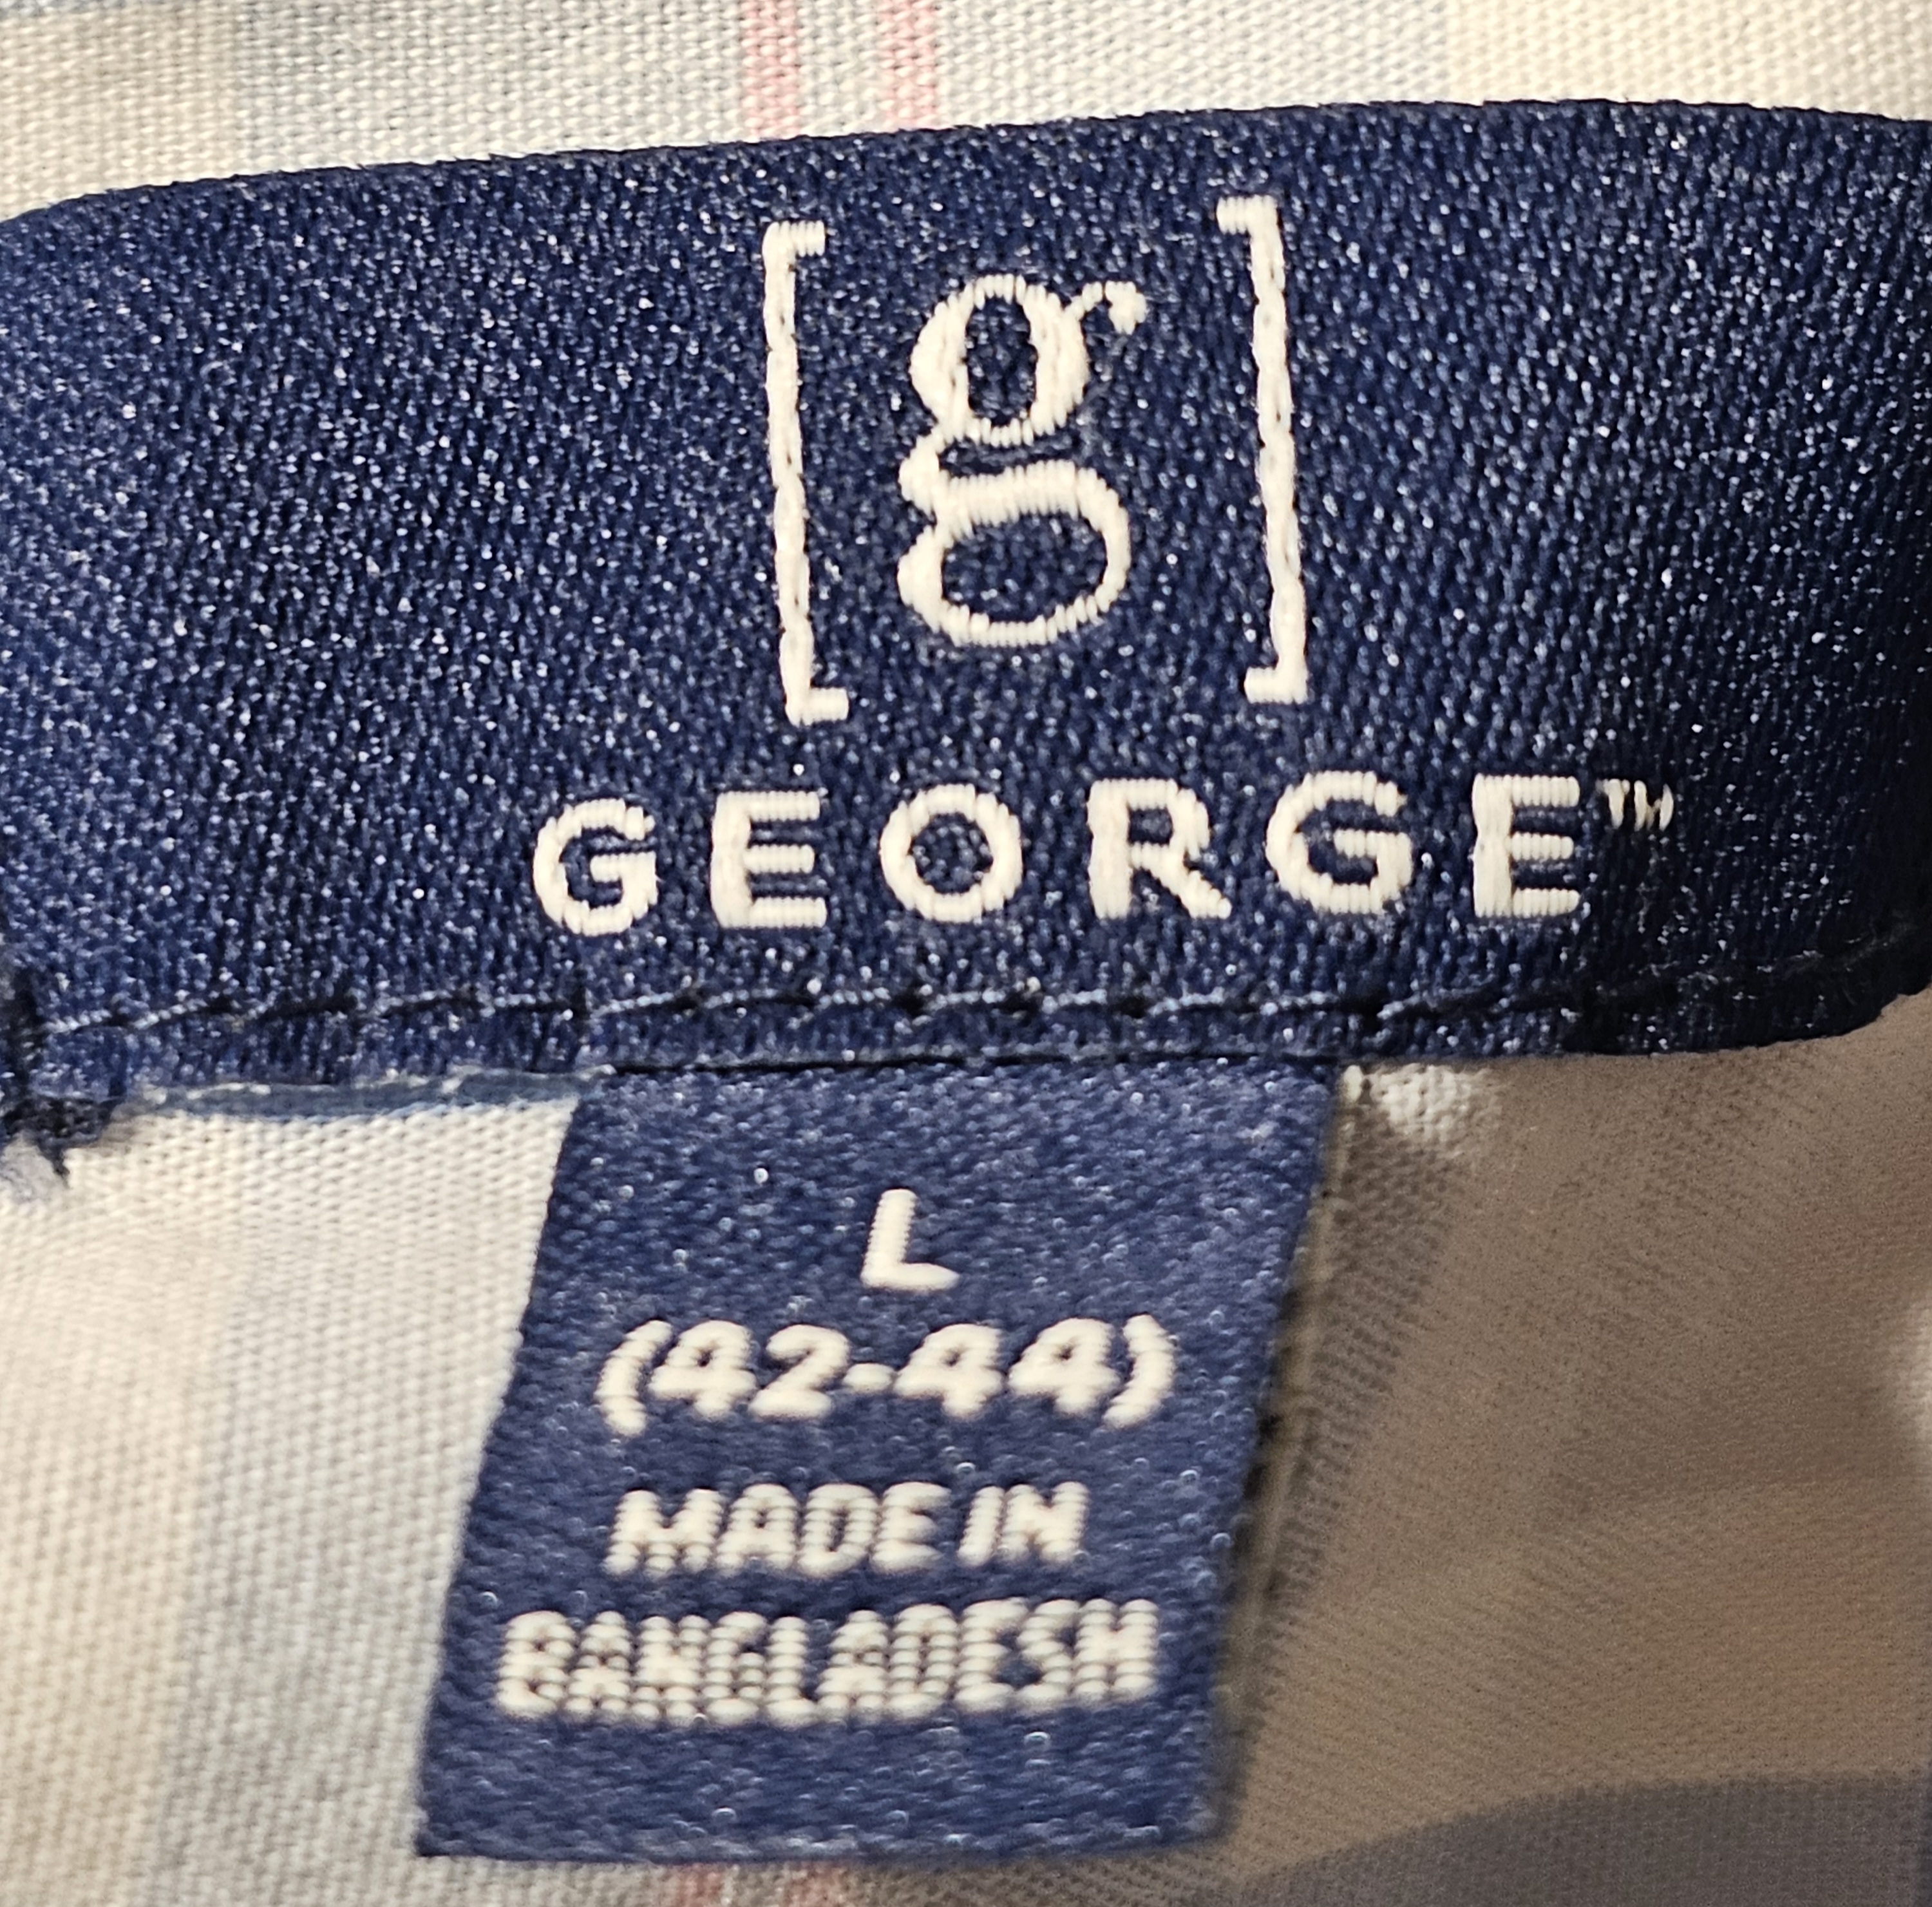 [g]
GEORGE™
L
(42-44)
MADE IN
BANGLADESH